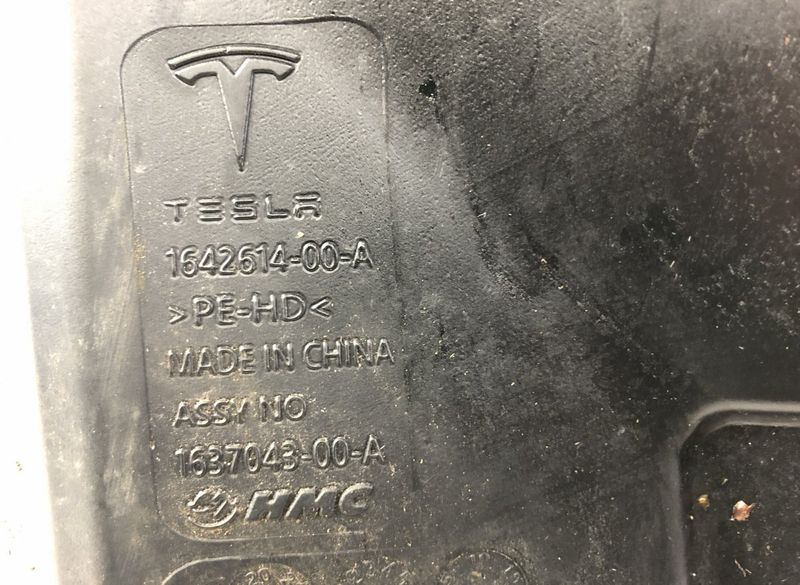 TESLA
1642614-00-A
>PE-HD<
MADE IN CHINA
ASSY NO
1637043-00-A
HMC